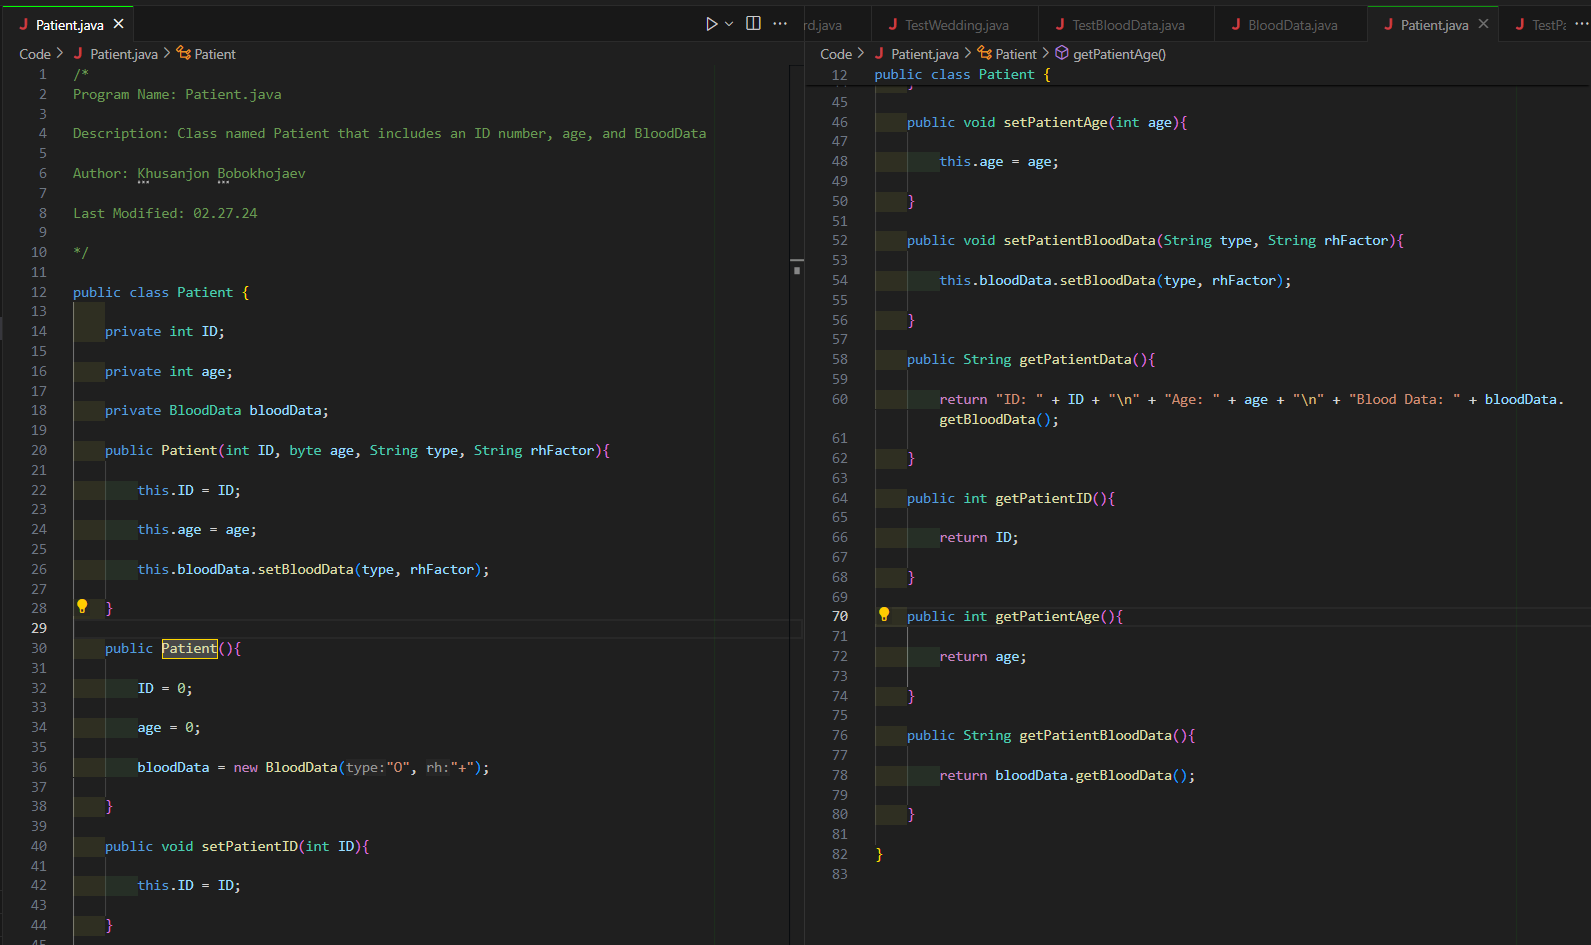 Patient.java
Code > Patient.java > Patient
1 /*
2 Program Name: Patient.java
3
4 Description: Class named Patient that includes an ID number, age, and BloodData
5
6 Author: Khusanjon Bobokhojaev
7
8 Last Modified: 02.27.24
9
10 */
11
12 public class Patient {
13
14 private int ID;
15
16 private int age;
17
18 private BloodData bloodData;
19
20 public Patient(int ID, byte age, String type, String rhFactor){
21
22 this.ID = ID;
23
24 this.age = age;
25
26 this.bloodData.setBloodData(type, rhFactor);
27
28 }
29
30 public Patient(){
31
32 ID = 0;
33
34 age = 0;
35
36 bloodData = new BloodData(type:"O", rh:"+");
37
38 }
39
40 public void setPatientID(int ID){
41
42 this.ID = ID;
43
44 }
45
rd.java TestWedding.java TestBloodData.java BloodData.java Patient.java TestPa
Code > Patient.java > Patient > getPatientAge()
12 public class Patient {
45
46 public void setPatientAge(int age){
47
48 this.age = age;
49
50 }
51
52 public void setPatientBloodData(String type, String rhFactor){
53
54 this.bloodData.setBloodData(type, rhFactor);
55
56 }
57
58 public String getPatientData(){
59
60 return "ID: " + ID + "\n" + "Age: " + age + "\n" + "Blood Data: " + bloodData.
getBloodData();
61
62 }
63
64 public int getPatientID(){
65
66 return ID;
67
68 }
69
70 public int getPatientAge(){
71
72 return age;
73
74 }
75
76 public String getPatientBloodData(){
77
78 return bloodData.getBloodData();
79
80 }
81
82 }
83